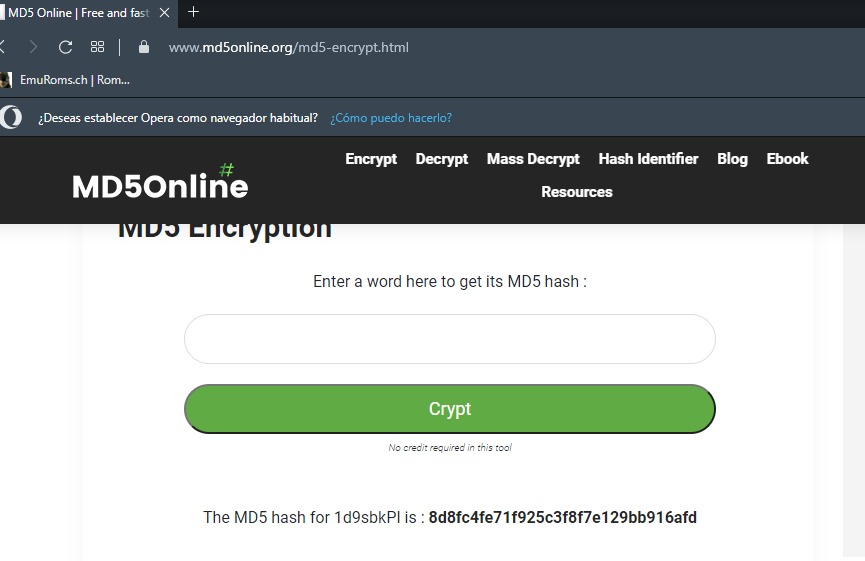 MD5 Online | Free and fast
www.md5online.org/md5-encrypt.html
EmuRoms.ch | Rom...
¿Deseas establecer Opera como navegador habitual? ¿Cómo puedo hacerlo?
MD5Online#
Encrypt Decrypt Mass Decrypt Hash Identifier Blog Ebook
Resources
MD5 Encryption
Enter a word here to get its MD5 hash :
Crypt
No credit required in this tool
The MD5 hash for 1d9sbkPl is : 8d8fc4fe71f925c3f8f7e129bb916afd